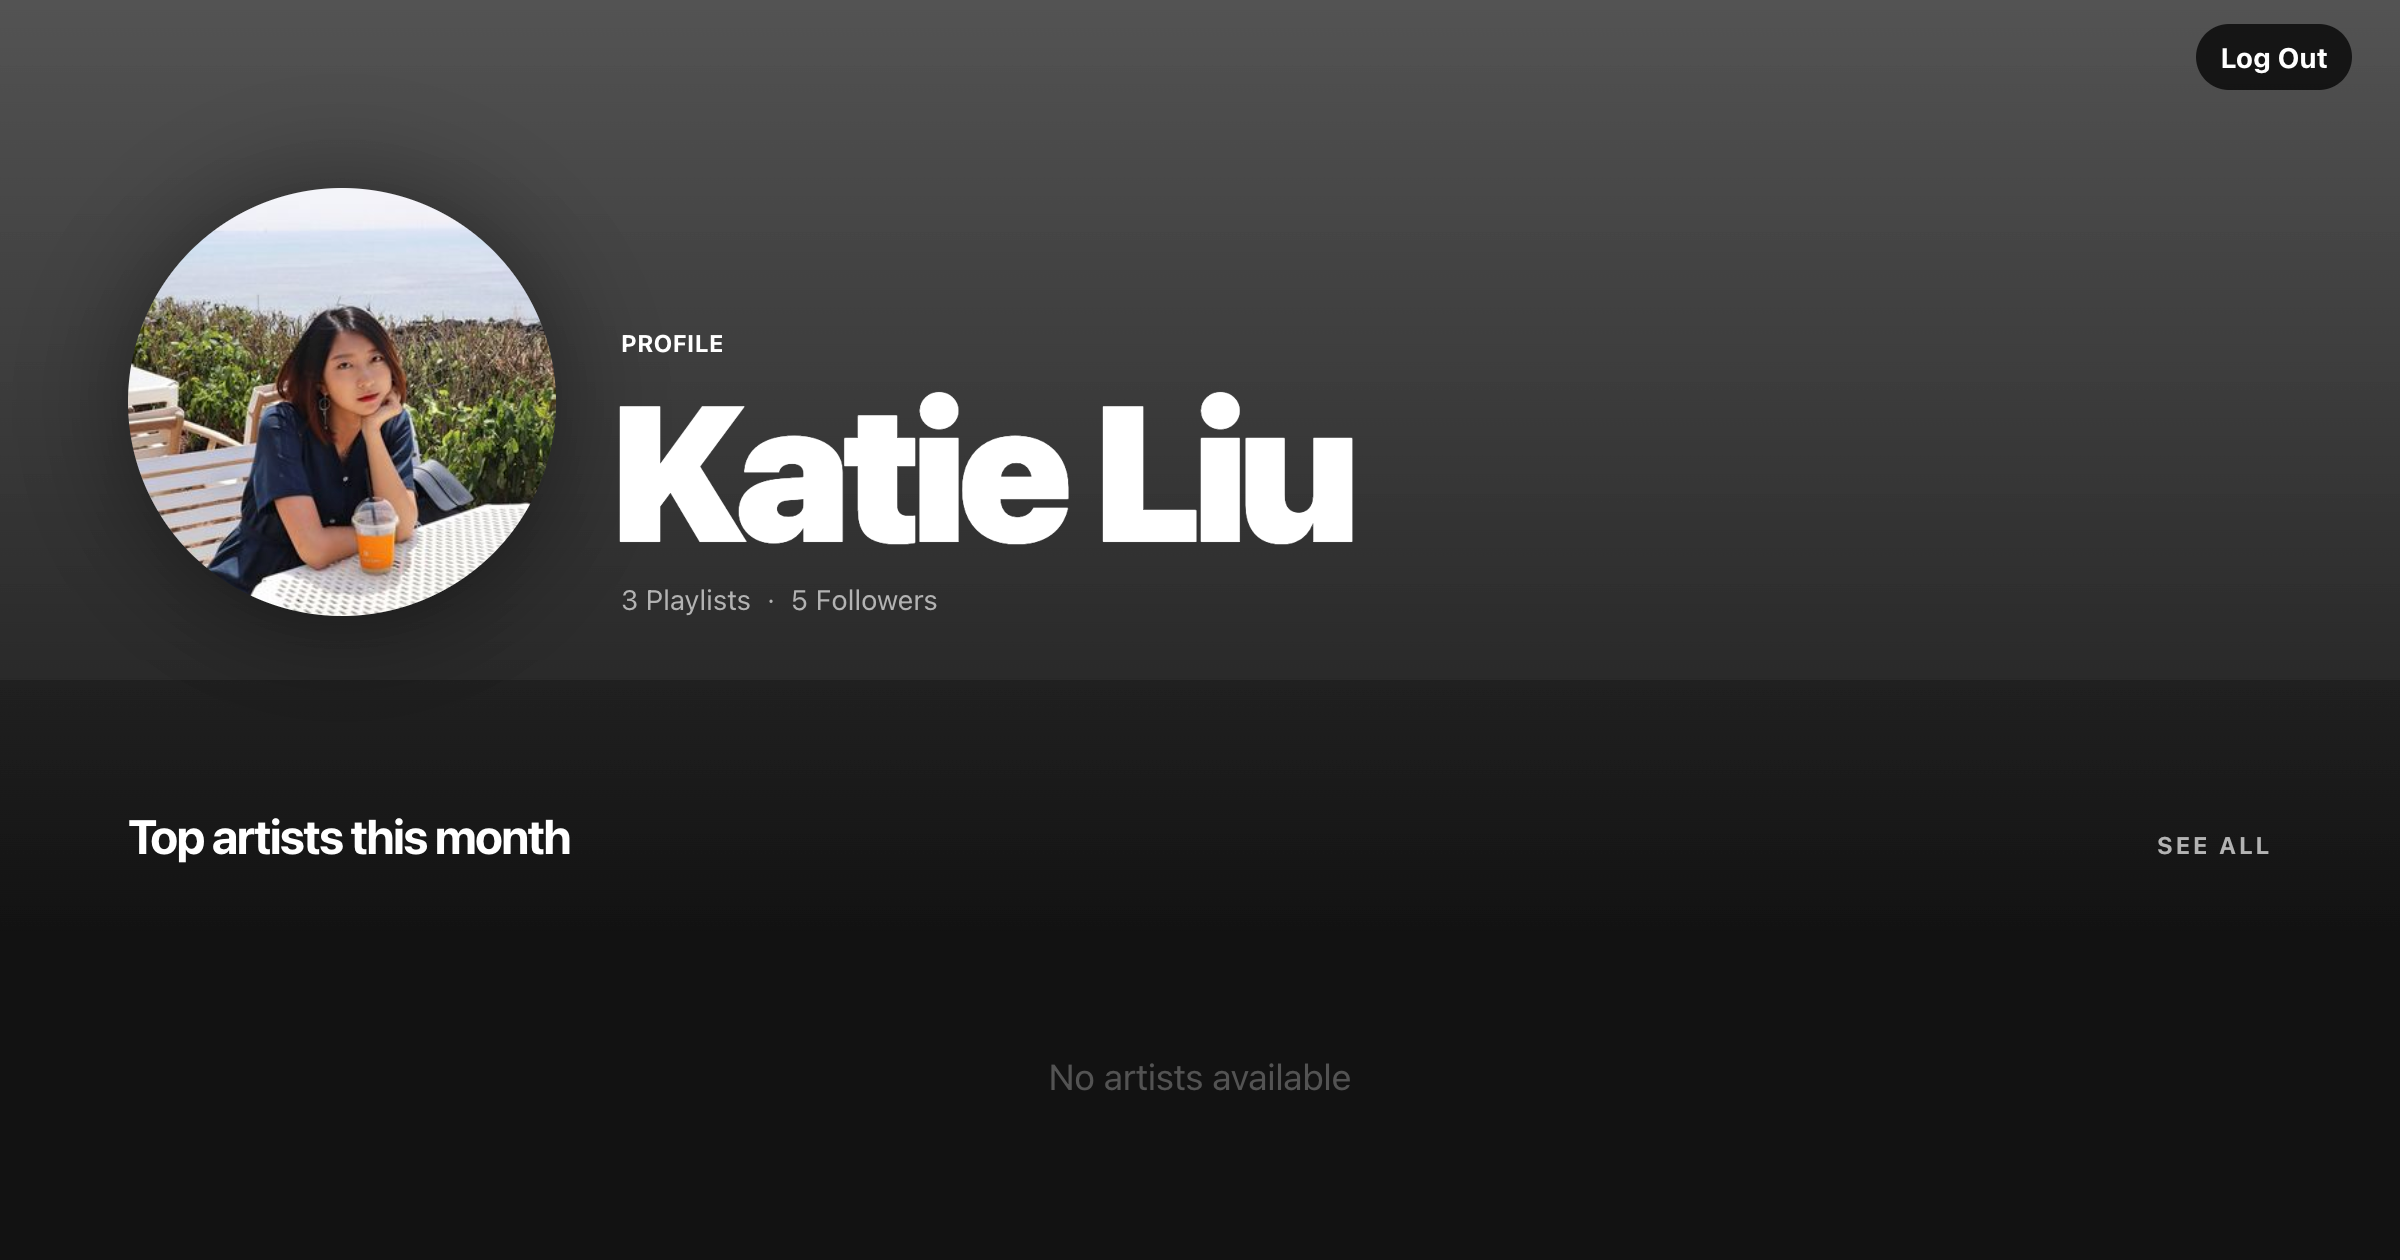 Log Out
PROFILE
Katie Liu
3 Playlists · 5 Followers
Top artists this month
SEE ALL
No artists available